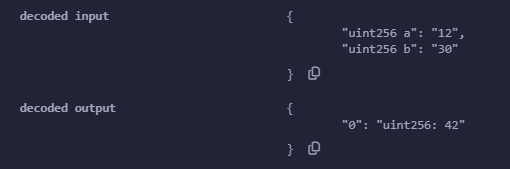 decoded input {
"uint256 a": "12",
"uint256 b": "30"
}
decoded output {
"0": "uint256: 42"
}